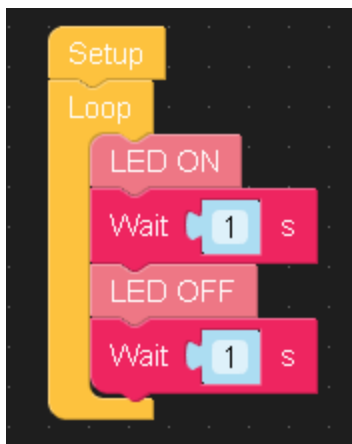 Setup
Loop
LED ON
Wait 1 s
LED OFF
Wait 1 s